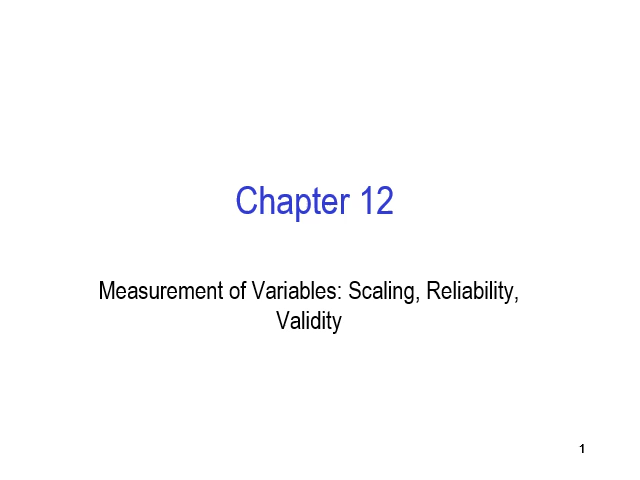 Chapter 12
Measurement of Variables: Scaling, Reliability,
Validity
1